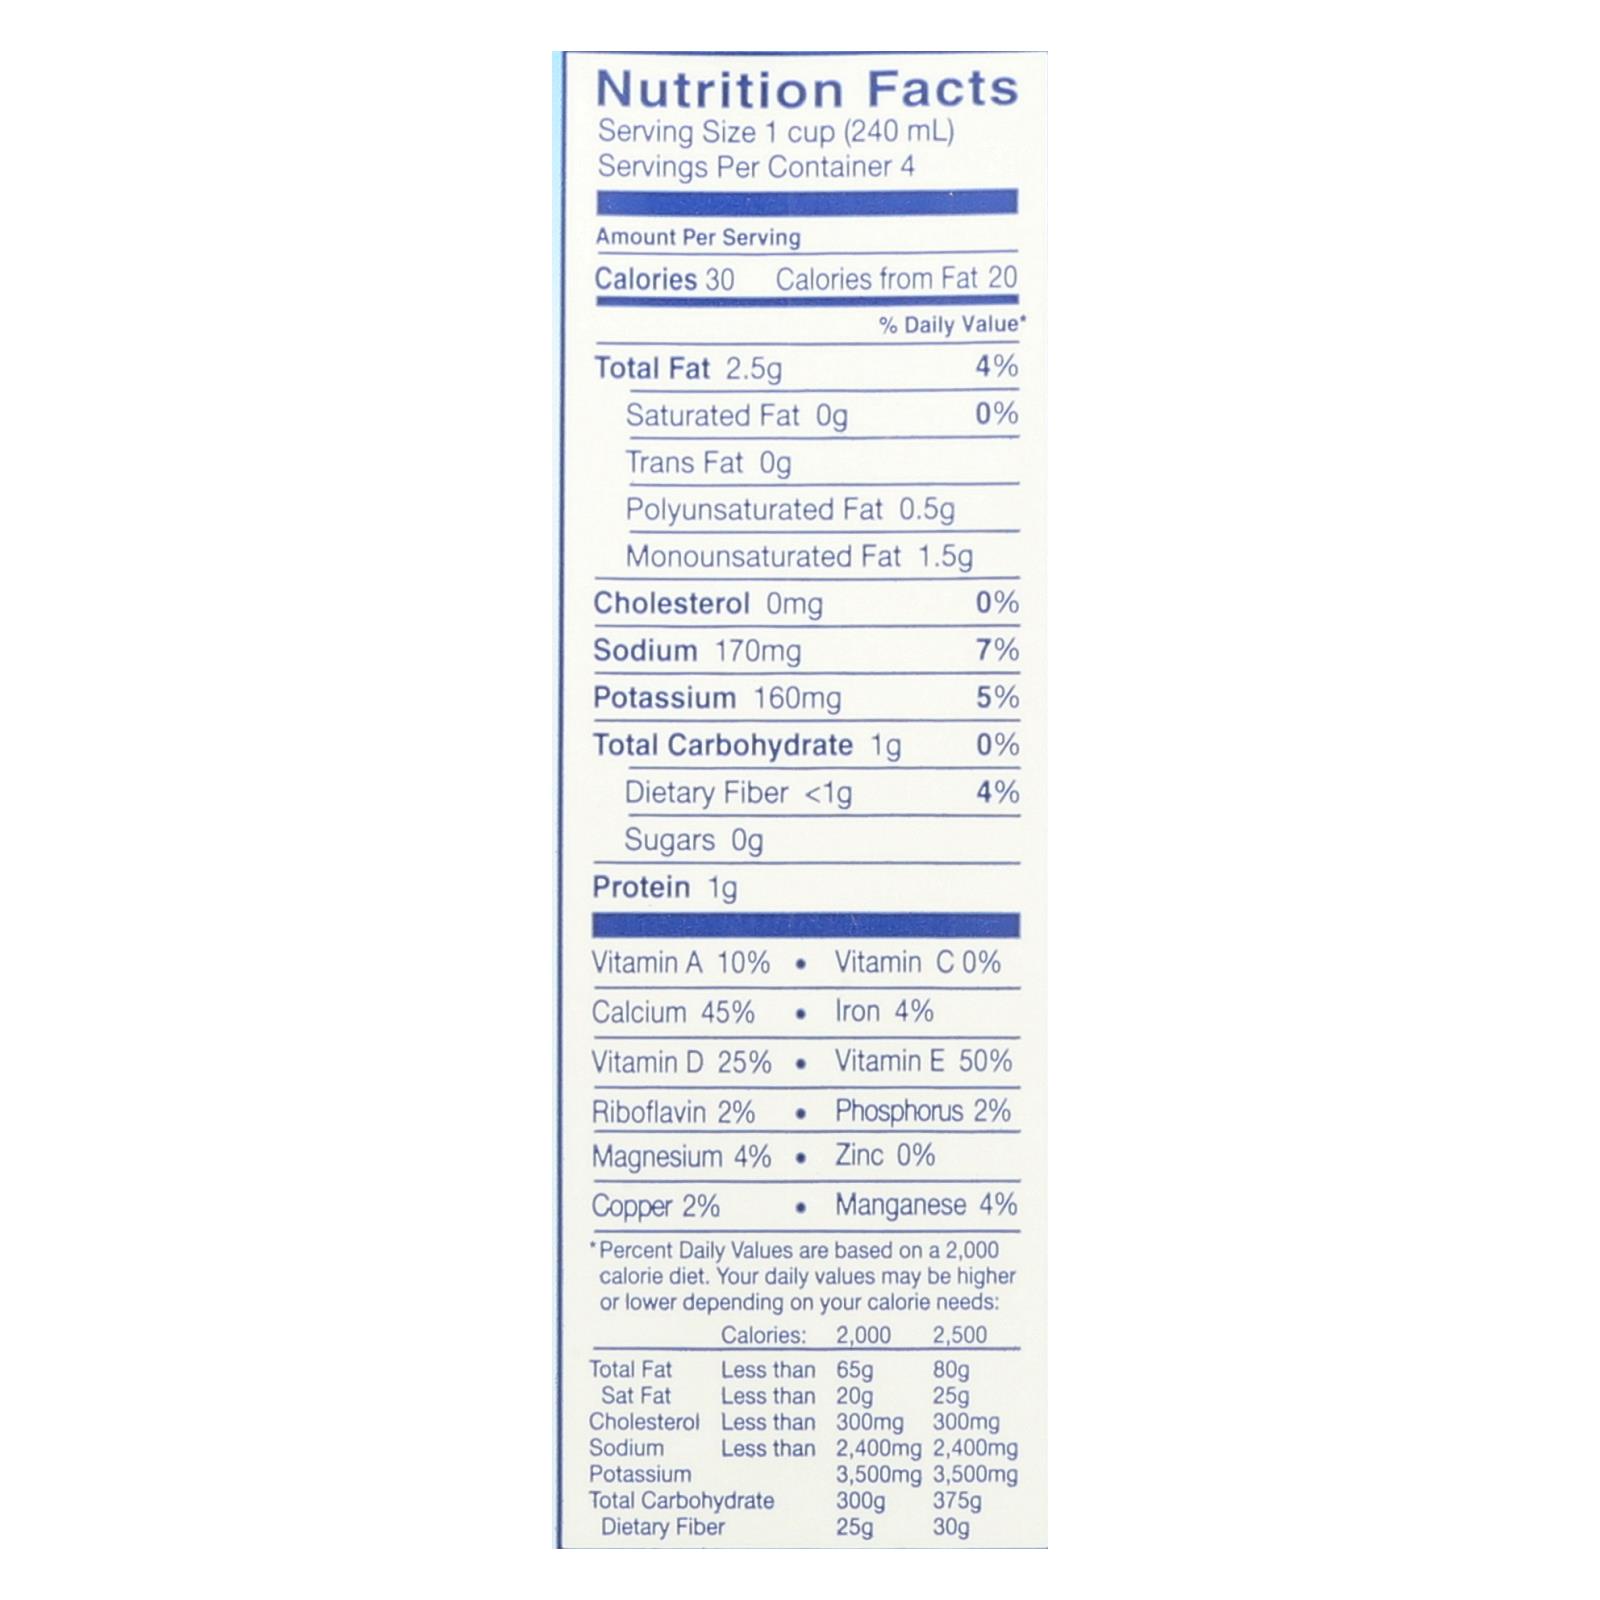 Nutrition Facts
Serving Size 1 cup (240 mL)
Servings Per Container 4
Amount Per Serving
Calories 30 Calories from Fat 20
% Daily Value*
Total Fat 2.5g 4%
Saturated Fat 0g 0%
Trans Fat 0g
Polyunsaturated Fat 0.5g
Monounsaturated Fat 1.5g
Cholesterol 0mg 0%
Sodium 170mg 7%
Potassium 160mg 5%
Total Carbohydrate 1g 0%
Dietary Fiber <1g 4%
Sugars 0g
Protein 1g
Vitamin A 10% • Vitamin C 0%
Calcium 45% • Iron 4%
Vitamin D 25% • Vitamin E 50%
Riboflavin 2% • Phosphorus 2%
Magnesium 4% • Zinc 0%
Copper 2% • Manganese 4%
*Percent Daily Values are based on a 2,000
calorie diet. Your daily values may be higher
or lower depending on your calorie needs:
Calories: 2,000 2,500
Total Fat Less than 65g 80g
Sat Fat Less than 20g 25g
Cholesterol Less than 300mg 300mg
Sodium Less than 2,400mg 2,400mg
Potassium 3,500mg 3,500mg
Total Carbohydrate 300g 375g
Dietary Fiber 25g 30g